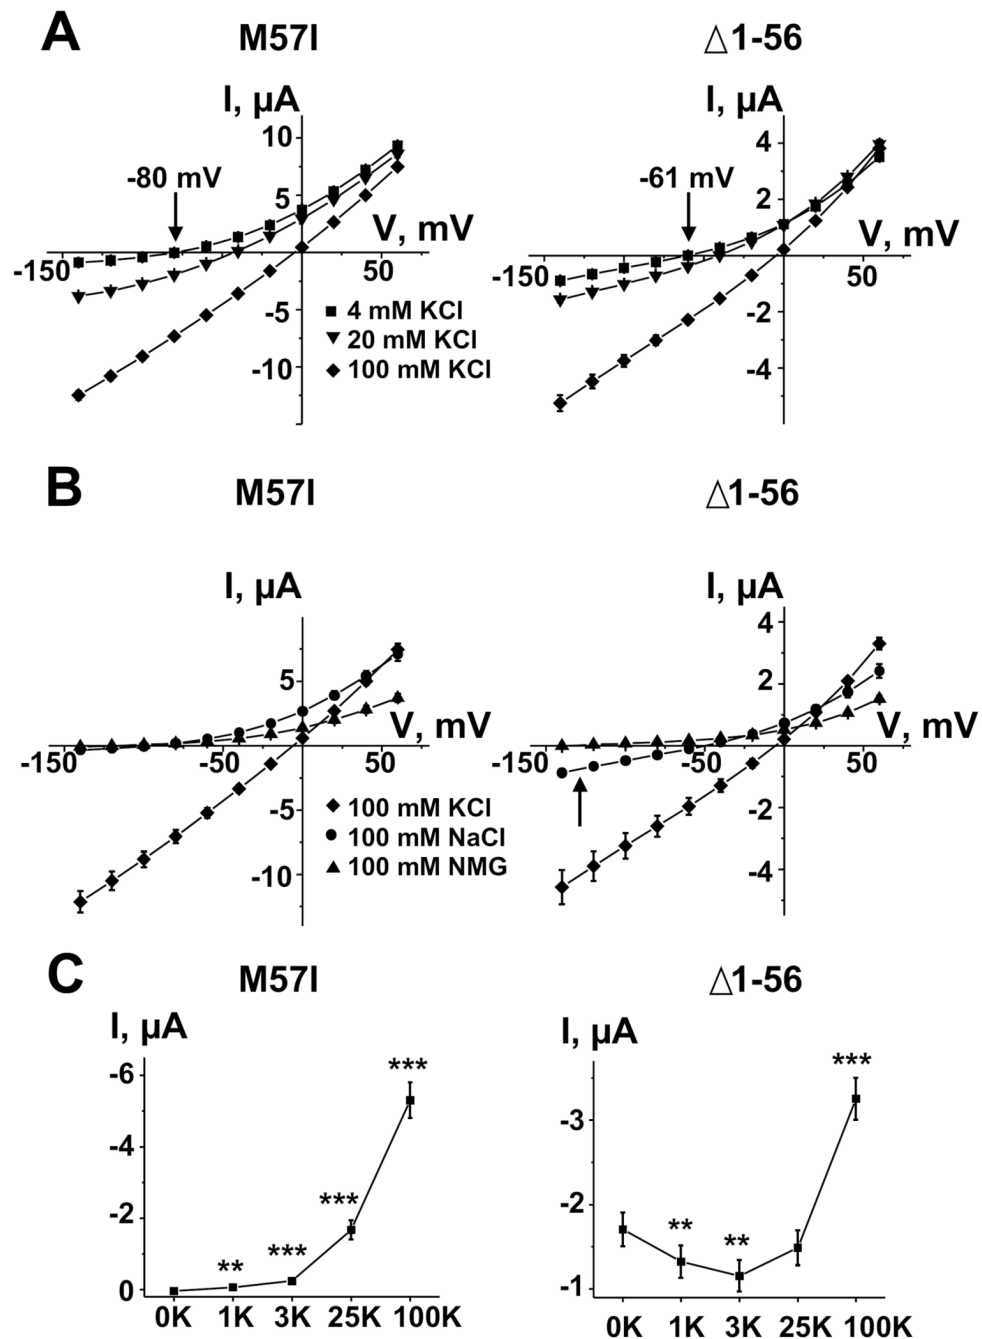 A
M57I
△1-56
I, µA
I, µA
10
4
-80 mV
-61 mV
5
2
V, mV
V, mV
-150
50
-150
50
-5
-2
4 mM KCl
20 mM KCl
-10
100 mM KCl
-4
B
M57I
△1-56
I, µA
I, µA
4
5
2
V, mV
V, mV
-150
-50
50
-150
-50
50
-5
-2
100 mM KCl
100 mM NaCl
-10
100 mM NMG
-4
C
M57I
△1-56
I, µA
I, µA
-6
***
***
-4
-3
-2
***
-2
**
***
**
**
0
-1
0K 1K 3K 25K 100K
0K 1K 3K 25K 100K